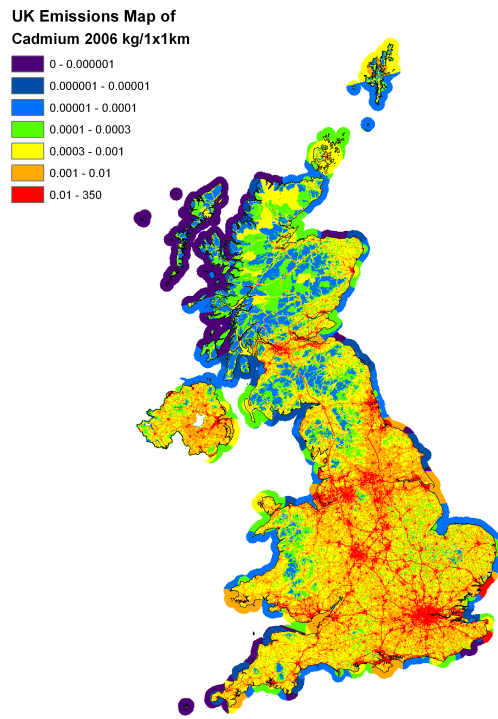 UK Emissions Map of
Cadmium 2006 kg/1x1km
0 - 0.000001
0.000001 - 0.00001
0.00001 - 0.0001
0.0001 - 0.0003
0.0003 - 0.001
0.001 - 0.01
0.01 - 350